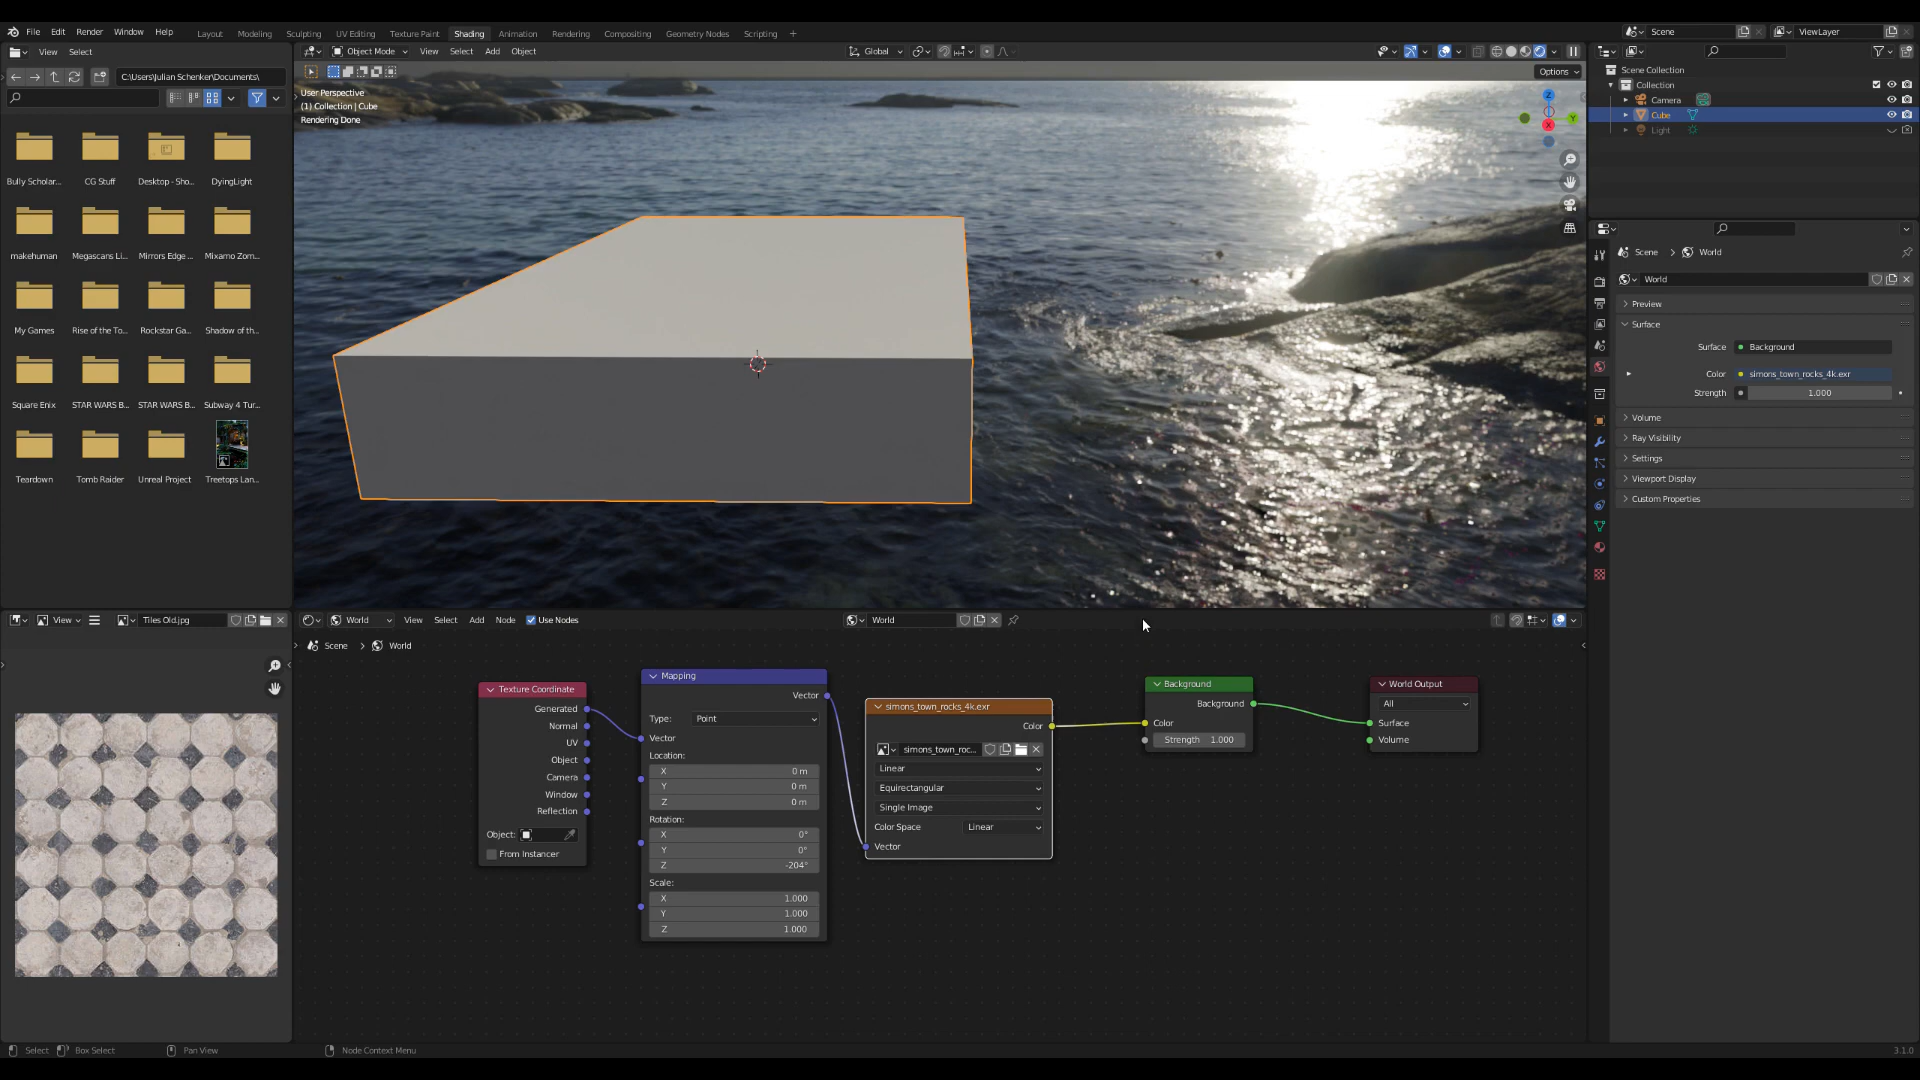 File Edit Render Window Help
Layout Modeling Sculpting UV Editing Texture Paint Shading Animation Rendering Compositing Geometry Nodes Scripting +
Scene
ViewLayer
View Select
Object Mode View Select Add Object
Global
C:\Users\Julian Schenker\Documents\
Options
User Perspective
(1) Collection | Cube
Rendering Done
Z
Y
X
Bully Scholar... CG Stuff Desktop - Sho... DyingLight
makehuman Megascans Li... Mirrors Edge ... Mixamo Zom...
My Games Rise of the To... Rockstar Ga... Shadow of th...
Square Enix STAR WARS B... STAR WARS B... Subway 4 Tur...
Teardown Tomb Raider Unreal Project Treetops Lan...
Scene Collection
Collection
Camera
Cube
Light
Scene
World
World
Preview
Surface
Surface Background
Color simons_town_rocks_4k.exr
Strength 1.000
Volume
Ray Visibility
Settings
Viewport Display
Custom Properties
View
Tiles Old.jpg
World View Select Add Node Use Nodes
World
Scene
World
Texture Coordinate
Generated
Normal
UV
Object
Camera
Window
Reflection
Object:
From Instancer
Mapping
Vector
Type: Point
Vector
Location:
X 0 m
Y 0 m
Z 0 m
Rotation:
X 0°
Y 0°
Z -204°
Scale:
X 1.000
Y 1.000
Z 1.000
simons_town_rocks_4k.exr
Color
simons_town_roc...
Linear
Equirectangular
Single Image
Color Space Linear
Vector
Background
Background
Color
Strength 1.000
World Output
All
Surface
Volume
Select
Box Select
Pan View
Node Context Menu
3.1.0